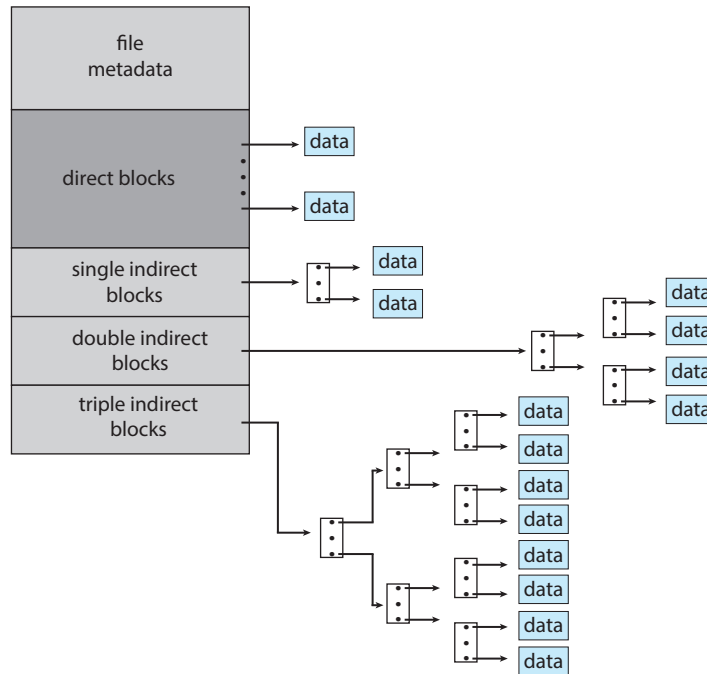 file
metadata
direct blocks
data
data
single indirect
blocks
data
data
double indirect
blocks
data
data
data
data
triple indirect
blocks
data
data
data
data
data
data
data
data